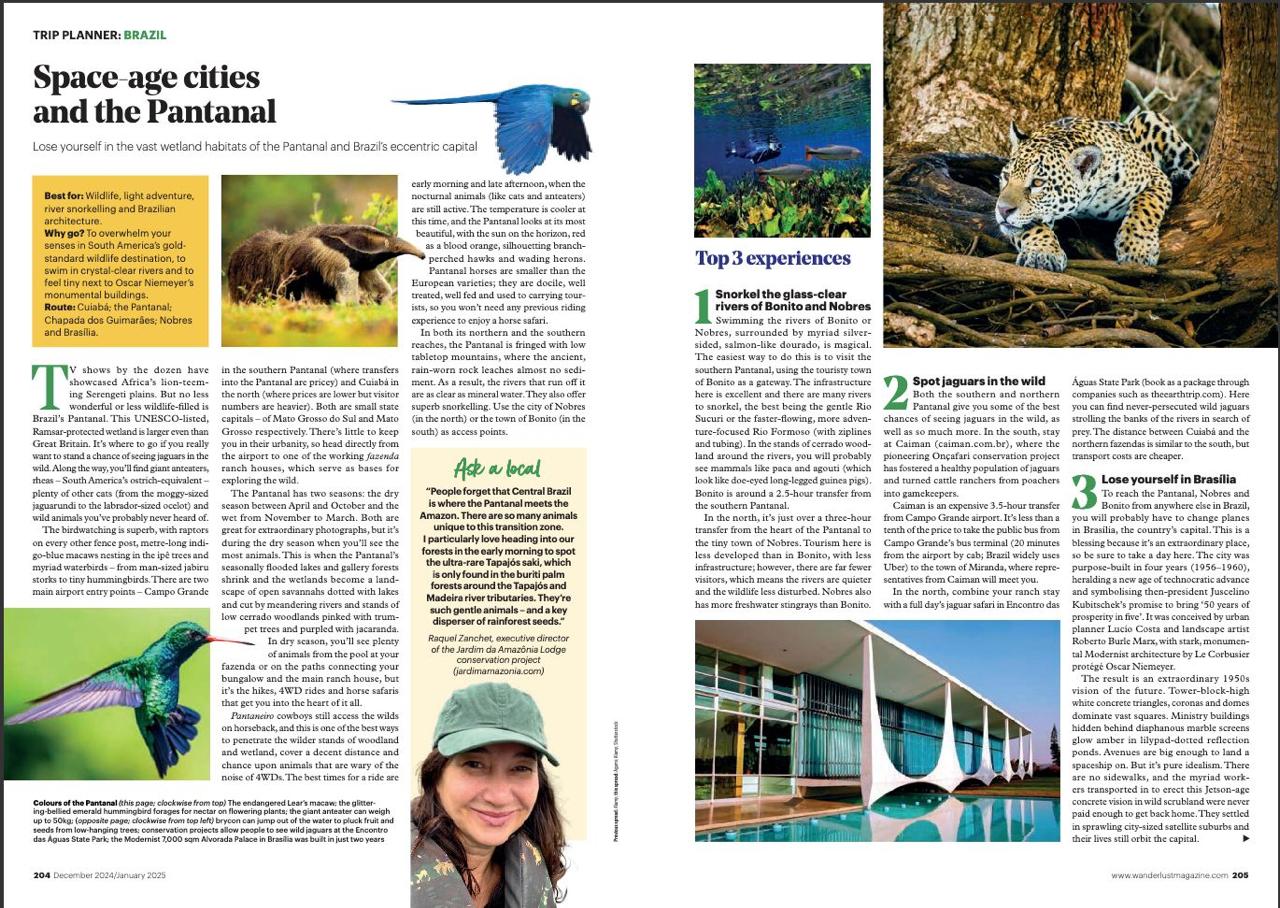 TRIP PLANNER: BRAZIL
Space-age cities
and the Pantanal
Lose yourself in the vast wetland habitats of the Pantanal and Brazil's eccentric capital
Best for: Wildlife, light adventure,
river snorkelling and Brazilian
architecture.
Why go? To overwhelm your
senses in South America's gold-
standard wildlife destination, to
swim in crystal-clear rivers and to
feel tiny next to Oscar Niemeyer's
monumental buildings.
Route: Cuiabá; the Pantanal;
Chapada dos Guimarães; Nobres
and Brasília.
TV shows by the dozen have
showcased Africa's lion-teem-
ing Serengeti plains. But no less
wonderful or less wildlife-filled is
Brazil's Pantanal. This UNESCO-listed,
Ramsar-protected wetland is larger even than
Great Britain. It's where to go if you really
want to stand a chance of seeing jaguars in the
wild. Along the way, you'll find giant anteaters,
rheas – South America's ostrich-equivalent –
plenty of other cats (from the moggy-sized
jaguarundi to the labrador-sized ocelot) and
wild animals you've probably never heard of.
The birdwatching is superb, with raptors
on every other fence post, metre-long indi-
go-blue macaws nesting in the ipê trees and
myriad waterbirds – from man-sized jabiru
storks to tiny hummingbirds. There are two
main airport entry points – Campo Grande
in the southern Pantanal (where transfers
into the Pantanal are pricey) and Cuiabá in
the north (where prices are lower but visitor
numbers are heavier). Both are small state
capitals – of Mato Grosso do Sul and Mato
Grosso respectively. There's little to keep
you in their urbanity, so head directly from
the airport to one of the working fazenda
ranch houses, which serve as bases for
exploring the wild.
The Pantanal has two seasons: the dry
season between April and October and the
wet from November to March. Both are
great for extraordinary photographs, but it's
during the dry season when you'll see the
most animals. This is when the Pantanal's
seasonally flooded lakes and gallery forests
shrink and the wetlands become a land-
scape of open savannahs dotted with lakes
and cut by meandering rivers and stands of
low cerrado woodlands pinked with trum-
pet trees and purpled with jacaranda.
In dry season, you'll see plenty
of animals from the pool at your
fazenda or on the paths connecting your
bungalow and the main ranch house, but
it's the hikes, 4WD rides and horse safaris
that get you into the heart of it all.
Pantaneiro cowboys still access the wilds
on horseback, and this is one of the best ways
to penetrate the wilder stands of woodland
and wetland, cover a decent distance and
chance upon animals that are wary of the
noise of 4WDs. The best times for a ride are
early morning and late afternoon, when the
nocturnal animals (like cats and anteaters)
are still active. The temperature is cooler at
this time, and the Pantanal looks at its most
beautiful, with the sun on the horizon, red
as a blood orange, silhouetting branch-
perched hawks and wading herons.
Pantanal horses are smaller than the
European varieties; they are docile, well
treated, well fed and used to carrying tour-
ists, so you won't need any previous riding
experience to enjoy a horse safari.
In both its northern and the southern
reaches, the Pantanal is fringed with low
tabletop mountains, where the ancient,
rain-worn rock leaches almost no sedi-
ment. As a result, the rivers that run off it
are as clear as mineral water. They also offer
superb snorkelling. Use the city of Nobres
(in the north) or the town of Bonito (in the
south) as access points.
Ask a local
"People forget that Central Brazil
is where the Pantanal meets the
Amazon. There are so many animals
unique to this transition zone.
I particularly love heading into our
forests in the early morning to spot
the ultra-rare Tapajós saki, which
is only found in the buriti palm
forests around the Tapajós and
Madeira river tributaries. They're
such gentle animals – and a key
disperser of rainforest seeds."
Raquel Zanchet, executive director
of the Jardim da Amazônia Lodge
conservation project
(jardimamazonia.com)
Colours of the Pantanal (this page; clockwise from top) The endangered Lear's macaw; the glitter-
ing-bellied emerald hummingbird forages for nectar on flowering plants; the giant anteater can weigh
up to 50kg; (opposite page; clockwise from top left) brycon can jump out of the water to pluck fruit and
seeds from low-hanging trees; conservation projects allow people to see wild jaguars at the Encontro
das Águas State Park; the Modernist 7,000 sqm Alvorada Palace in Brasília was built in just two years
204 December 2024/January 2025
Top 3 experiences
1 Snorkel the glass-clear
rivers of Bonito and Nobres
Swimming the rivers of Bonito or
Nobres, surrounded by myriad silver-
sided, salmon-like dourado, is magical.
The easiest way to do this is to visit the
southern Pantanal, using the touristy town
of Bonito as a gateway. The infrastructure
here is excellent and there are many rivers
to snorkel, the best being the gentle Rio
Sucuri or the faster-flowing, more adven-
ture-focused Rio Formoso (with ziplines
and tubing). In the stands of cerrado wood-
land around the rivers, you will probably
see mammals like paca and agouti (which
look like doe-eyed long-legged guinea pigs).
Bonito is around a 2.5-hour transfer from
the southern Pantanal.
In the north, it's just over a three-hour
transfer from the heart of the Pantanal to
the tiny town of Nobres. Tourism here is
less developed than in Bonito, with less
infrastructure; however, there are far fewer
visitors, which means the rivers are quieter
and the wildlife less disturbed. Nobres also
has more freshwater stingrays than Bonito.
2 Spot jaguars in the wild
Both the southern and northern
Pantanal give you some of the best
chances of seeing jaguars in the wild, as
well as so much more. In the south, stay
at Caiman (caiman.com.br), where the
pioneering Onçafari conservation project
has fostered a healthy population of jaguars
and turned cattle ranchers from poachers
into gamekeepers.
Caiman is an expensive 3.5-hour transfer
from Campo Grande airport. It's less than a
tenth of the price to take the public bus from
Campo Grande's bus terminal (20 minutes
from the airport by cab; Brazil widely uses
Uber) to the town of Miranda, where repre-
sentatives from Caiman will meet you.
In the north, combine your ranch stay
with a full day's jaguar safari in Encontro das
Águas State Park (book as a package through
companies such as theearthtrip.com). Here
you can find never-persecuted wild jaguars
strolling the banks of the rivers in search of
prey. The distance between Cuiabá and the
northern fazendas is similar to the south, but
transport costs are cheaper.
3 Lose yourself in Brasília
To reach the Pantanal, Nobres and
Bonito from anywhere else in Brazil,
you will probably have to change planes
in Brasília, the country's capital. This is a
blessing because it's an extraordinary place,
so be sure to take a day here. The city was
purpose-built in four years (1956–1960),
heralding a new age of technocratic advance
and symbolising then-president Juscelino
Kubitschek's promise to bring '50 years of
prosperity in five'. It was conceived by urban
planner Lucio Costa and landscape artist
Roberto Burle Marx, with stark, monumen-
tal Modernist architecture by Le Corbusier
protégé Oscar Niemeyer.
The result is an extraordinary 1950s
vision of the future. Tower-block-high
white concrete triangles, coronas and domes
dominate vast squares. Ministry buildings
hidden behind diaphanous marble screens
glow amber in lilypad-dotted reflection
ponds. Avenues are big enough to land a
spaceship on. But it's pure idealism. There
are no sidewalks, and the myriad work-
ers transported in to erect this Jetson-age
concrete vision in wild scrubland were never
paid enough to get back home. They settled
in sprawling city-sized satellite suburbs and
their lives still orbit the capital.
www.wanderlustmagazine.com 205